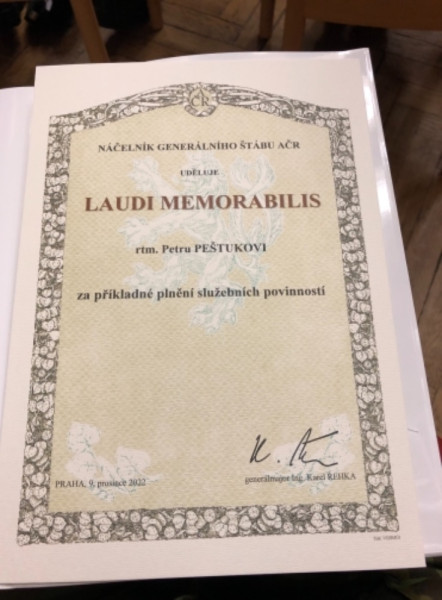 ČR
NÁČELNÍK GENERÁLNÍHO ŠTÁBU AČR
UDĚLUJE
LAUDI MEMORABILIS
rtm. Petru PEŠTUKOVI
za příkladné plnění služebních povinností
PRAHA, 9. prosince 2022
generálmajor Ing. Karel ŘEHKA